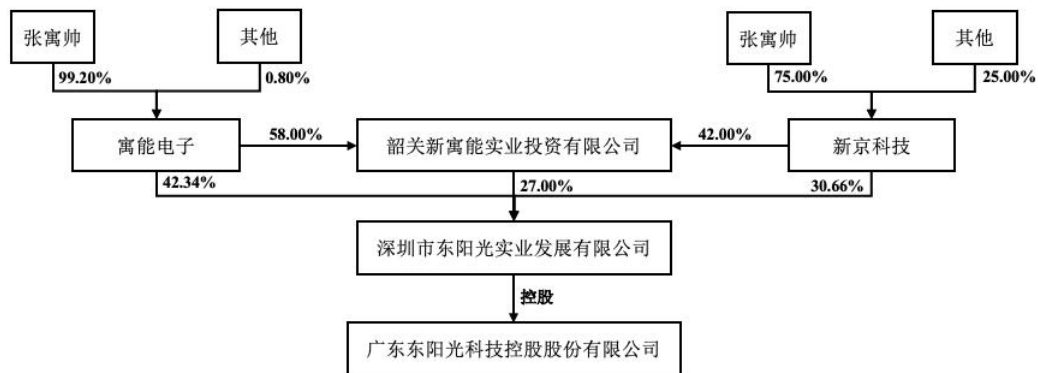 张寓帅
其他
张寓帅
其他
99.20%
0.80%
75.00%
25.00%
寓能电子
58.00%
韶关新寓能实业投资有限公司
42.00%
新京科技
42.34%
27.00%
30.66%
深圳市东阳光实业发展有限公司
控股
广东东阳光科技控股股份有限公司